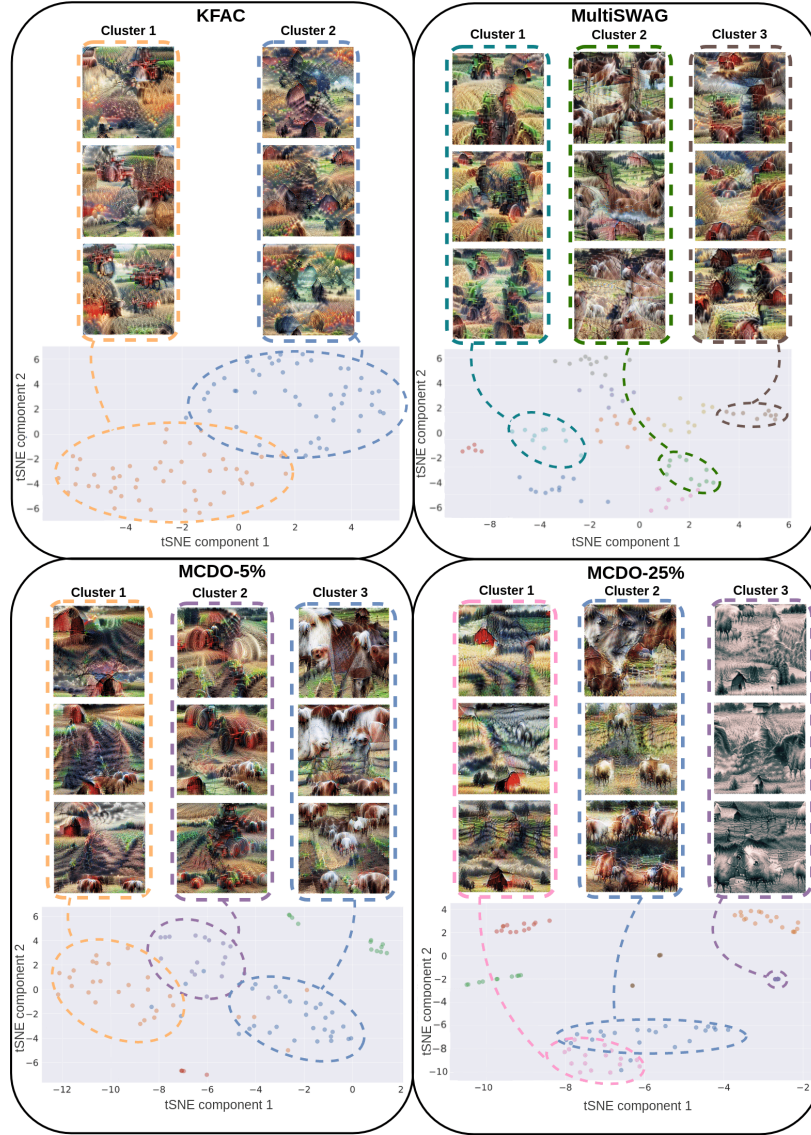 KFAC
Cluster 1
Cluster 2
tSNE component 2
6
4
2
0
−2
−4
−6
−4
−2
0
2
4
tSNE component 1
MultiSWAG
Cluster 1
Cluster 2
Cluster 3
tSNE component 2
6
4
2
0
−2
−4
−6
−8
−4
−2
0
2
4
6
tSNE component 1
MCDO-5%
Cluster 1
Cluster 2
Cluster 3
tSNE component 2
6
4
2
0
−2
−4
−6
−12
−10
−8
−6
−4
−2
0
2
tSNE component 1
MCDO-25%
Cluster 1
Cluster 2
Cluster 3
tSNE component 2
4
2
0
−2
−4
−6
−8
−10
−10
−8
−6
−4
−2
tSNE component 1